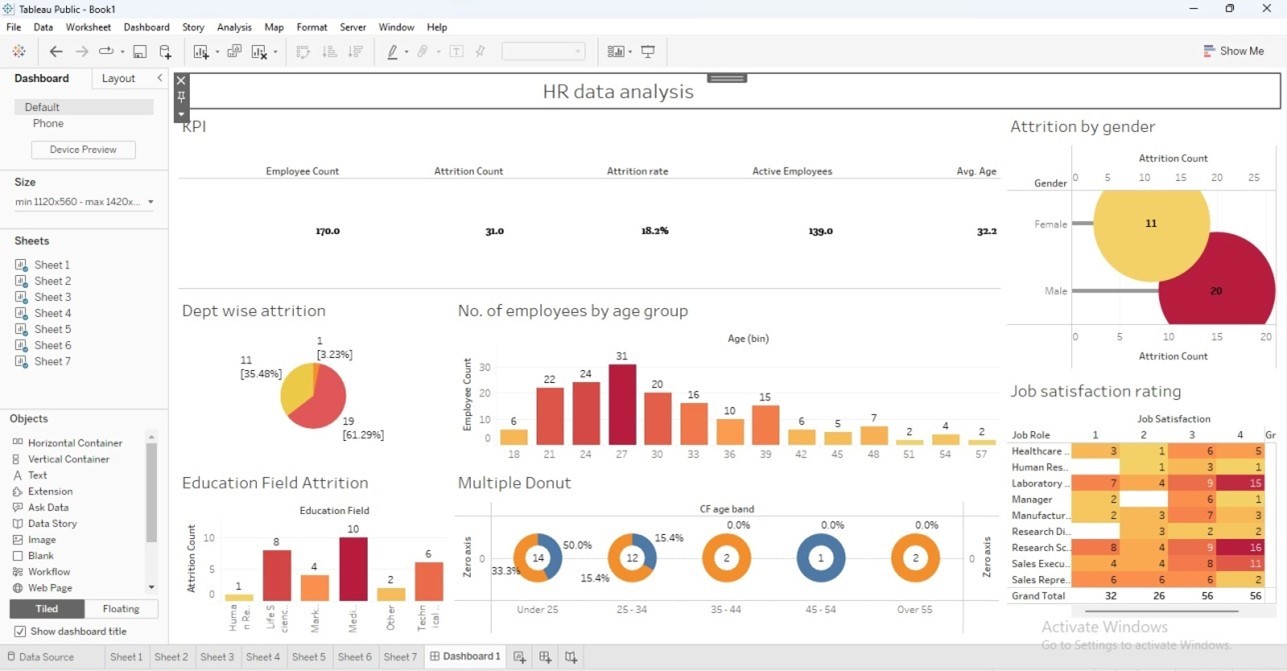 Tableau Public - Book1
File Data Worksheet Dashboard Story Analysis Map Format Server Window Help
Show Me
Dashboard Layout
Default
Phone
Device Preview
Size
min 1120x560 - max 1420x...
Sheets
Sheet 1
Sheet 2
Sheet 3
Sheet 4
Sheet 5
Sheet 6
Sheet 7
Objects
Horizontal Container
Vertical Container
A Text
Extension
Ask Data
Data Story
Image
Blank
Workflow
Web Page
Tiled Floating
Show dashboard title
HR data analysis
KPI
Employee Count Attrition Count Attrition rate Active Employees Avg. Age
170.0 31.0 18.2% 139.0 32.2
Attrition by gender
Attrition Count
Gender 0 5 10 15 20 25
Female 11
Male 20
0 5 10 15 20
Attrition Count
Dept wise attrition
1
[3.23%]
11
[35.48%]
19
[61.29%]
No. of employees by age group
Age (bin)
Employee Count
30
20
10
0
6 22 24 31 20 16 10 15 6 5 7 2 4 2
18 21 24 27 30 33 36 39 42 45 48 51 54 57
Job satisfaction rating
Job Satisfaction
Job Role 1 2 3 4 Gr
Healthcare .. 3 1 6 5
Human Res.. 1 3 1
Laboratory .. 7 4 9 15
Manager 2 6 1
Manufactur.. 2 3 7 3
Research Di.. 3 2 2
Research Sc.. 8 4 9 16
Sales Execu.. 4 4 8 11
Sales Repre.. 6 6 6 2
Grand Total 32 26 56 56
Education Field Attrition
Education Field
Attrition Count
10
5
0
1 8 4 10 2 6
Huma
n Re..
Life S
cienc..
Mark..
Medi..
Other
Techn
ical..
Multiple Donut
CF age band
Zero axis
0
14 50.0% 33.3%
12 15.4% 15.4%
2 0.0%
1 0.0%
2 0.0%
0
Zero axis
Under 25 25 - 34 35 - 44 45 - 54 Over 55
Activate Windows
Go to Settings to activate Windows.
Data Source Sheet 1 Sheet 2 Sheet 3 Sheet 4 Sheet 5 Sheet 6 Sheet 7 Dashboard 1